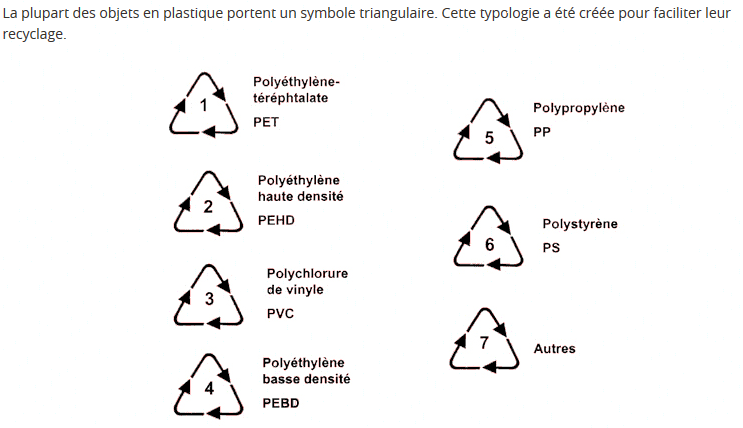 La plupart des objets en plastique portent un symbole triangulaire. Cette typologie a été créée pour faciliter leur
recyclage.
1
Polyéthylène-
téréphtalate
PET
2
Polyéthylène
haute densité
PEHD
3
Polychlorure
de vinyle
PVC
4
Polyéthylène
basse densité
PEBD
5
Polypropylène
PP
6
Polystyrène
PS
7
Autres